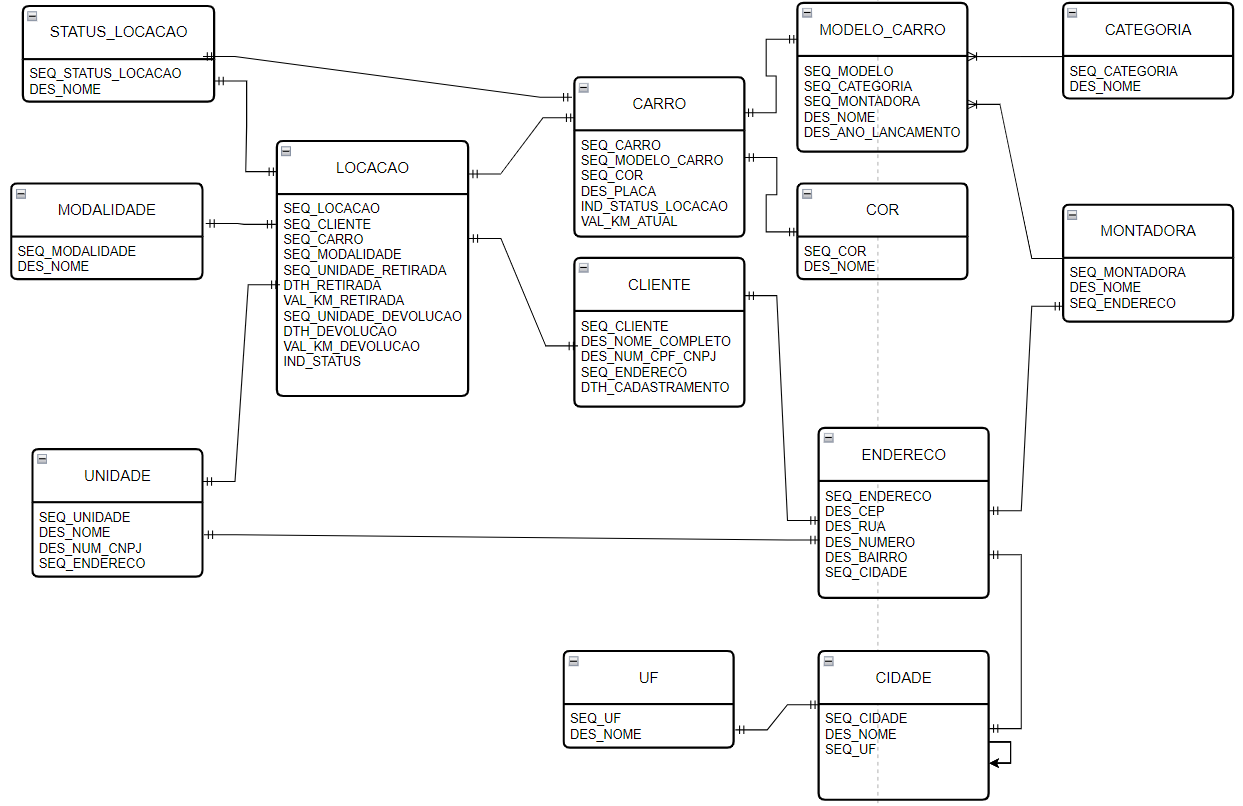 STATUS_LOCACAO
SEQ_STATUS_LOCACAO
DES_NOME
MODELO_CARRO
SEQ_MODELO
SEQ_CATEGORIA
SEQ_MONTADORA
DES_NOME
DES_ANO_LANCAMENTO
CATEGORIA
SEQ_CATEGORIA
DES_NOME
CARRO
SEQ_CARRO
SEQ_MODELO_CARRO
SEQ_COR
DES_PLACA
IND_STATUS_LOCACAO
VAL_KM_ATUAL
LOCACAO
SEQ_LOCACAO
SEQ_CLIENTE
SEQ_CARRO
SEQ_MODALIDADE
SEQ_UNIDADE_RETIRADA
DTH_RETIRADA
VAL_KM_RETIRADA
SEQ_UNIDADE_DEVOLUCAO
DTH_DEVOLUCAO
VAL_KM_DEVOLUCAO
IND_STATUS
MODALIDADE
SEQ_MODALIDADE
DES_NOME
COR
SEQ_COR
DES_NOME
MONTADORA
SEQ_MONTADORA
DES_NOME
SEQ_ENDERECO
CLIENTE
SEQ_CLIENTE
DES_NOME_COMPLETO
DES_NUM_CPF_CNPJ
SEQ_ENDERECO
DTH_CADASTRAMENTO
UNIDADE
SEQ_UNIDADE
DES_NOME
DES_NUM_CNPJ
SEQ_ENDERECO
ENDERECO
SEQ_ENDERECO
DES_CEP
DES_RUA
DES_NUMERO
DES_BAIRRO
SEQ_CIDADE
UF
SEQ_UF
DES_NOME
CIDADE
SEQ_CIDADE
DES_NOME
SEQ_UF